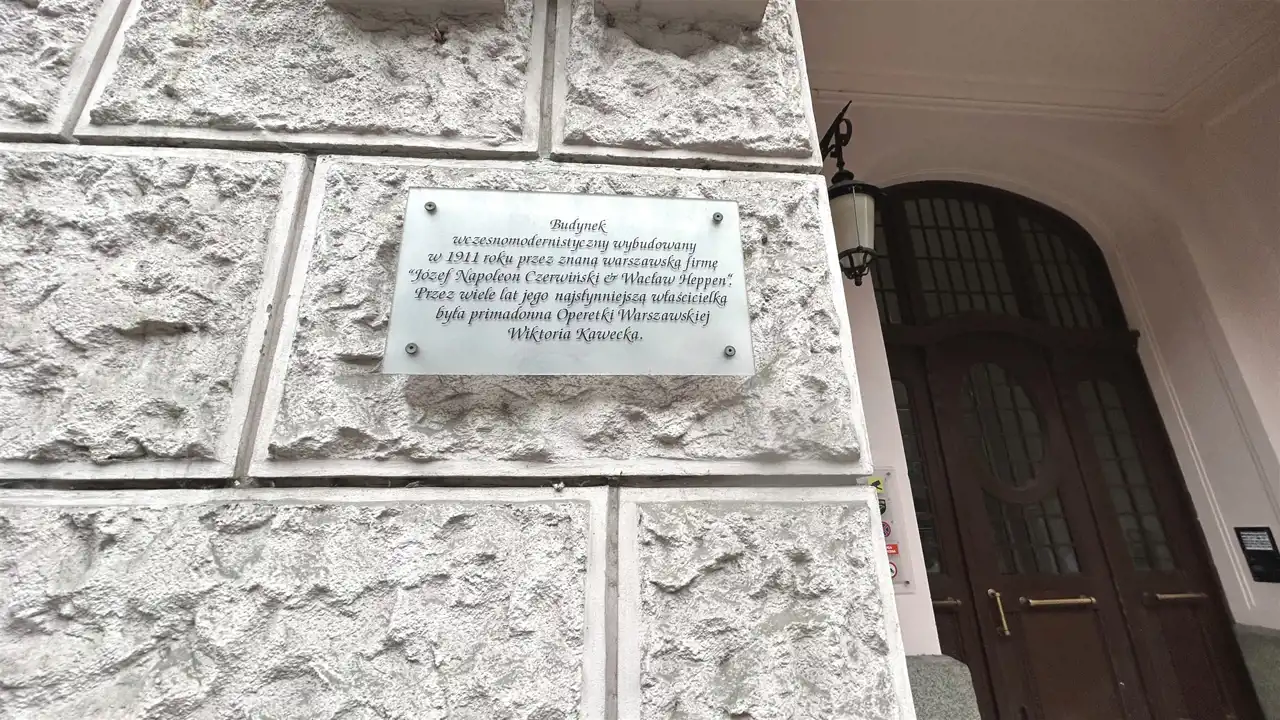 Budynek
wczesnomodernistyczny wybudowany
w 1911 roku przez znaną warszawską firmę
“Józef Napoleon Czerwiński & Wacław Heppen”.
Przez wiele lat jego najsłynniejszą właścicielką
była primadonna Operetki Warszawskiej
Wiktoria Kawecka.